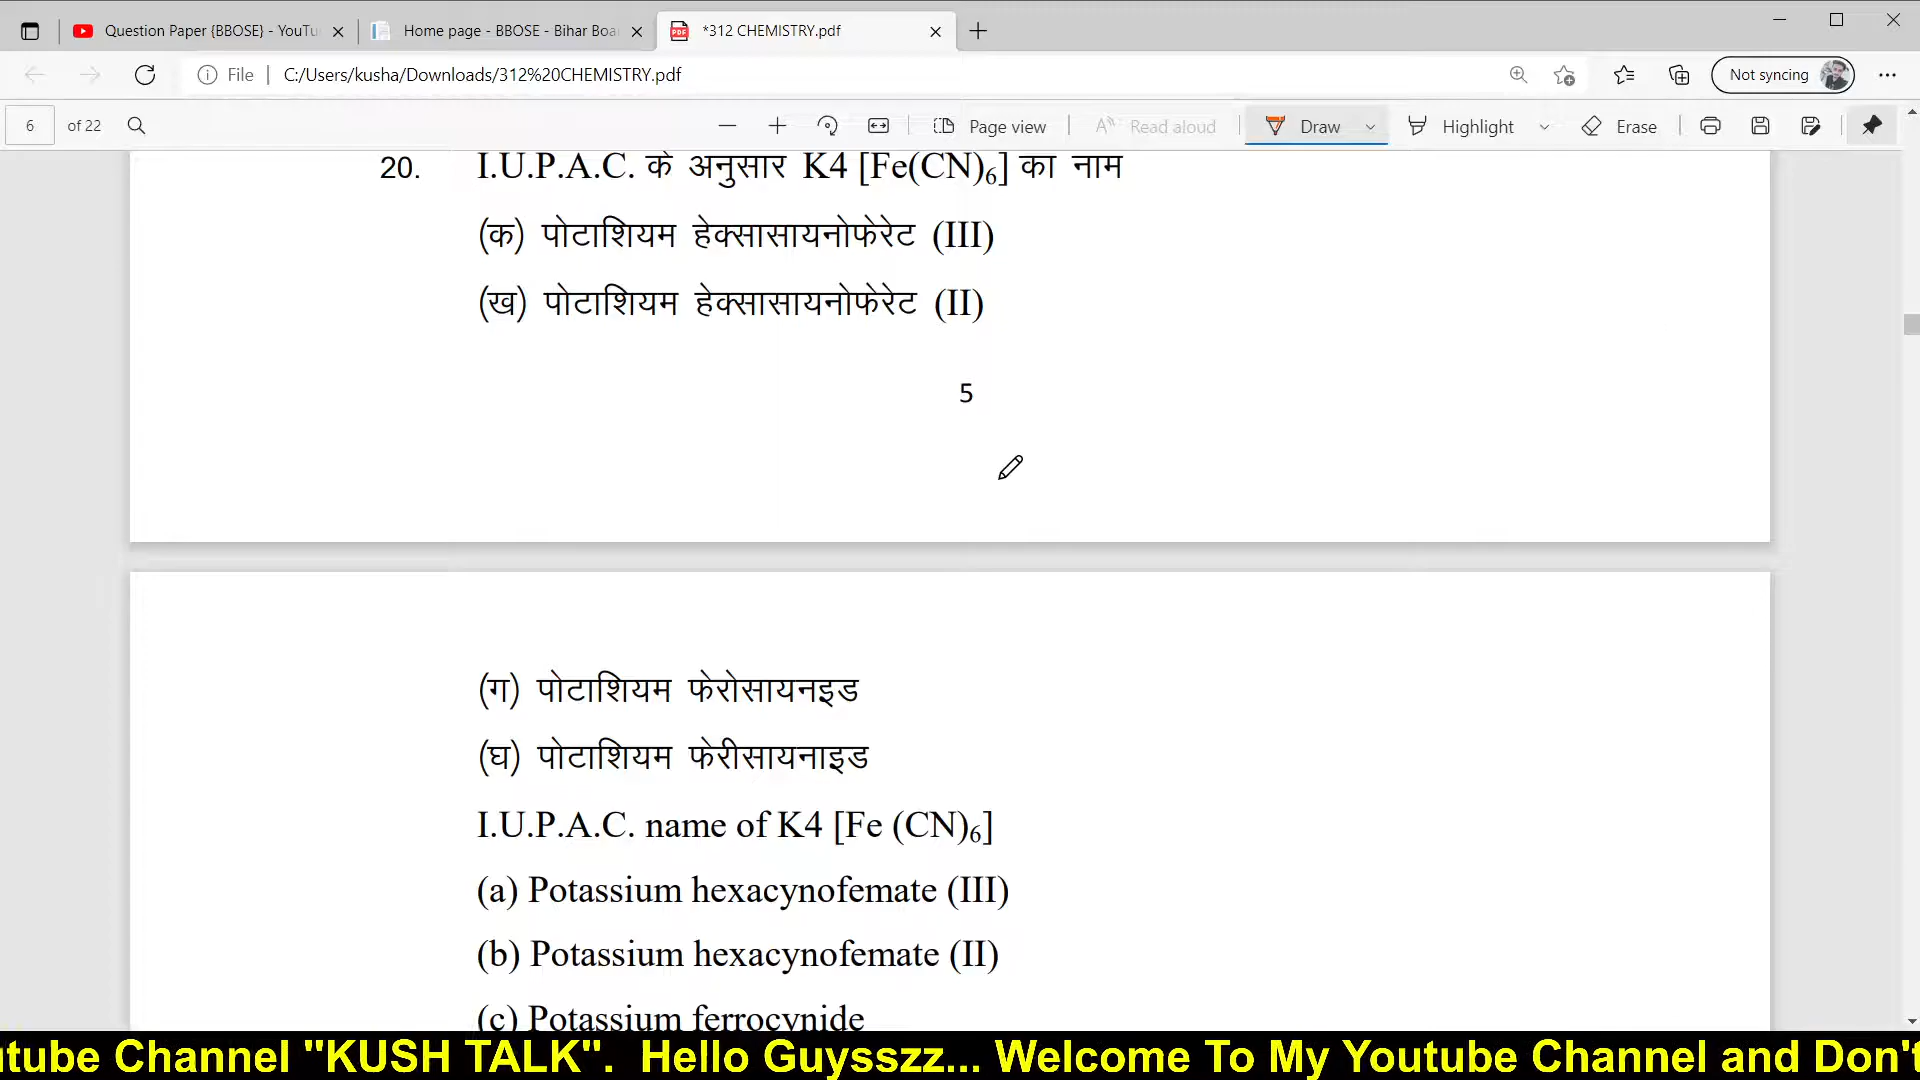 Question Paper {BBOSE} - YouTu
Home page - BBOSE - Bihar Boa
*312 CHEMISTRY.pdf
File
C:/Users/kusha/Downloads/312%20CHEMISTRY.pdf
Not syncing
6 of 22
Page view
Read aloud
Draw
Highlight
Erase
20. I.U.P.A.C. के अनुसार K4 [Fe(CN)₆] का नाम
(क) पोटाशियम हेक्सासायनोफेरेट (III)
(ख) पोटाशियम हेक्सासायनोफेरेट (II)
5
(ग) पोटाशियम फेरोसायनइड
(घ) पोटाशियम फेरीसायनाइड
I.U.P.A.C. name of K4 [Fe (CN)₆]
(a) Potassium hexacynofemate (III)
(b) Potassium hexacynofemate (II)
(c) Potassium ferrocynide
utube Channel "KUSH TALK". Hello Guysszz... Welcome To My Youtube Channel and Don't